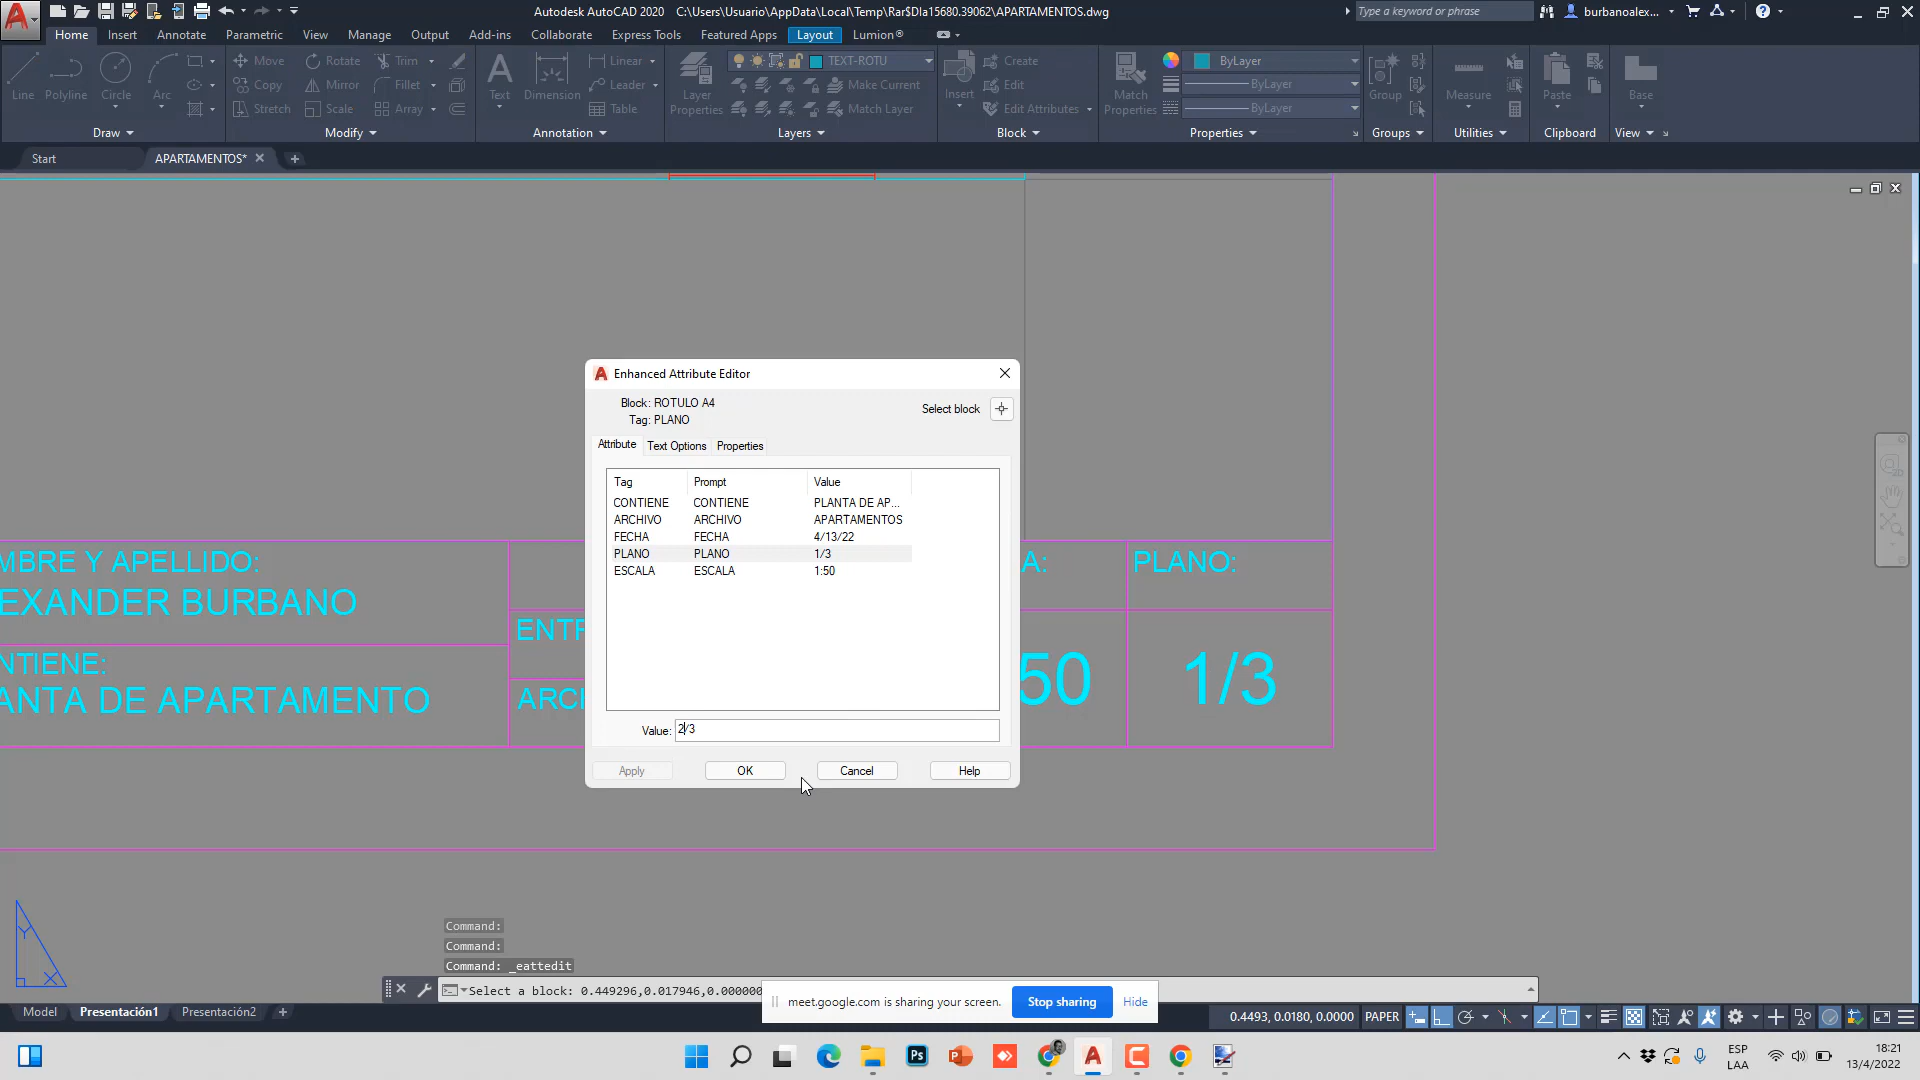 Autodesk AutoCAD 2020 C:\Users\Usuario\AppData\Local\Temp\Rar$DIa15680.39062\APARTAMENTOS.dwg
Type a keyword or phrase
burbanoalex...
Home Insert Annotate Parametric View Manage Output Add-ins Collaborate Express Tools Featured Apps Layout Lumion®
Line Polyline Circle Arc
Move Rotate Trim
Copy Mirror Fillet
Stretch Scale Array
Text Dimension
Linear
Leader
Table
Layer Properties
TEXT-ROTU
Make Current
Match Layer
Insert
Create
Edit
Edit Attributes
Match Properties
ByLayer
ByLayer
ByLayer
Group Measure Paste Base
Draw Modify Annotation Layers Block Properties Groups Utilities Clipboard View
Start APARTAMENTOS*
Enhanced Attribute Editor
Block: ROTULO A4
Tag: PLANO
Select block
Attribute Text Options Properties
Tag Prompt Value
CONTIENE CONTIENE PLANTA DE AP...
ARCHIVO ARCHIVO APARTAMENTOS
FECHA FECHA 4/13/22
PLANO PLANO 1/3
ESCALA ESCALA 1:50
Value: 2/3
Apply OK Cancel Help
MBRE Y APELLIDO:
EXANDER BURBANO
NTIENE:
ANTA DE APARTAMENTO
ENTR
ARCH
A:
50
PLANO:
1/3
Y
X
Command:
Command:
Command: _eattedit
Select a block: 0.449296,0.017946,0.000000
meet.google.com is sharing your screen. Stop sharing Hide
Model Presentación1 Presentación2
0.4493, 0.0180, 0.0000 PAPER
ESP
LAA
18:21
13/4/2022